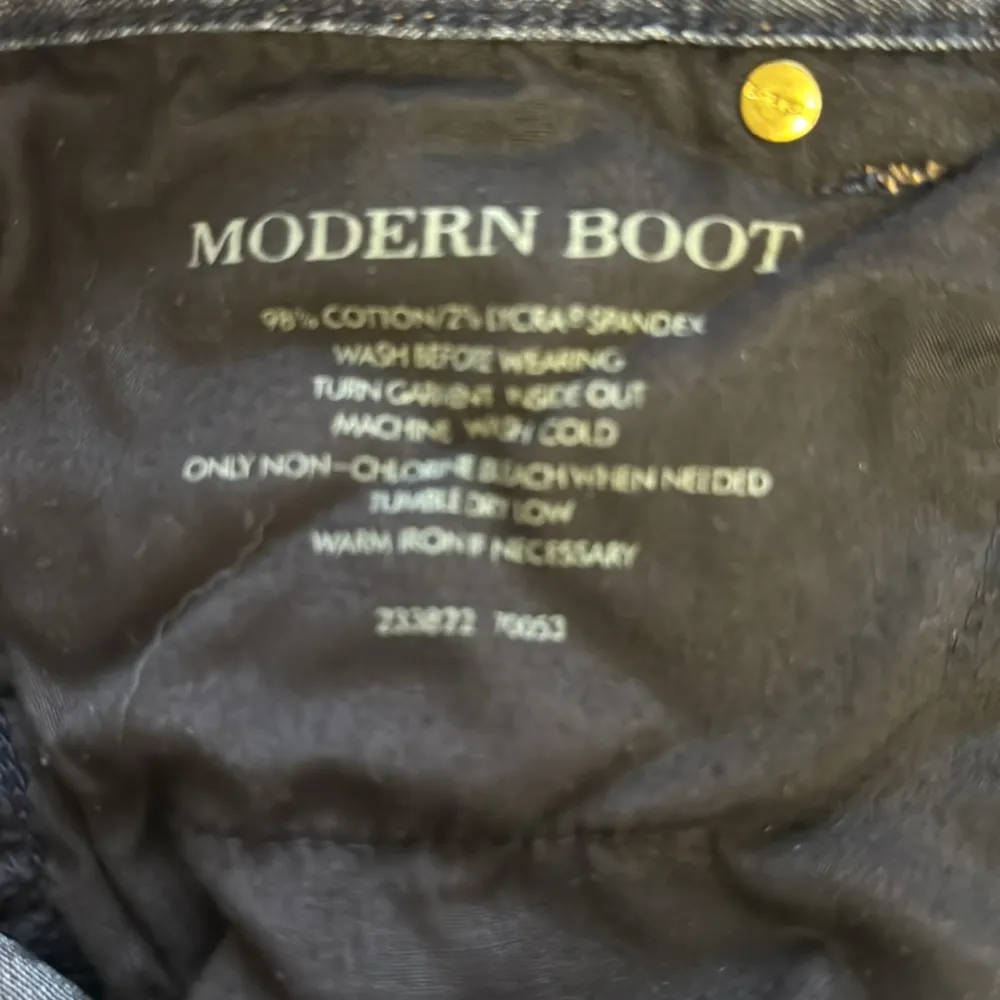 MODERN BOOT
98% COTTON/2% LYCRA® SPANDEX
WASH BEFORE WEARING
TURN GARMENT INSIDE OUT
MACHINE WASH COLD
ONLY NON-CHLORINE BLEACH WHEN NEEDED
TUMBLE DRY LOW
WARM IRON IF NECESSARY
233822 70053